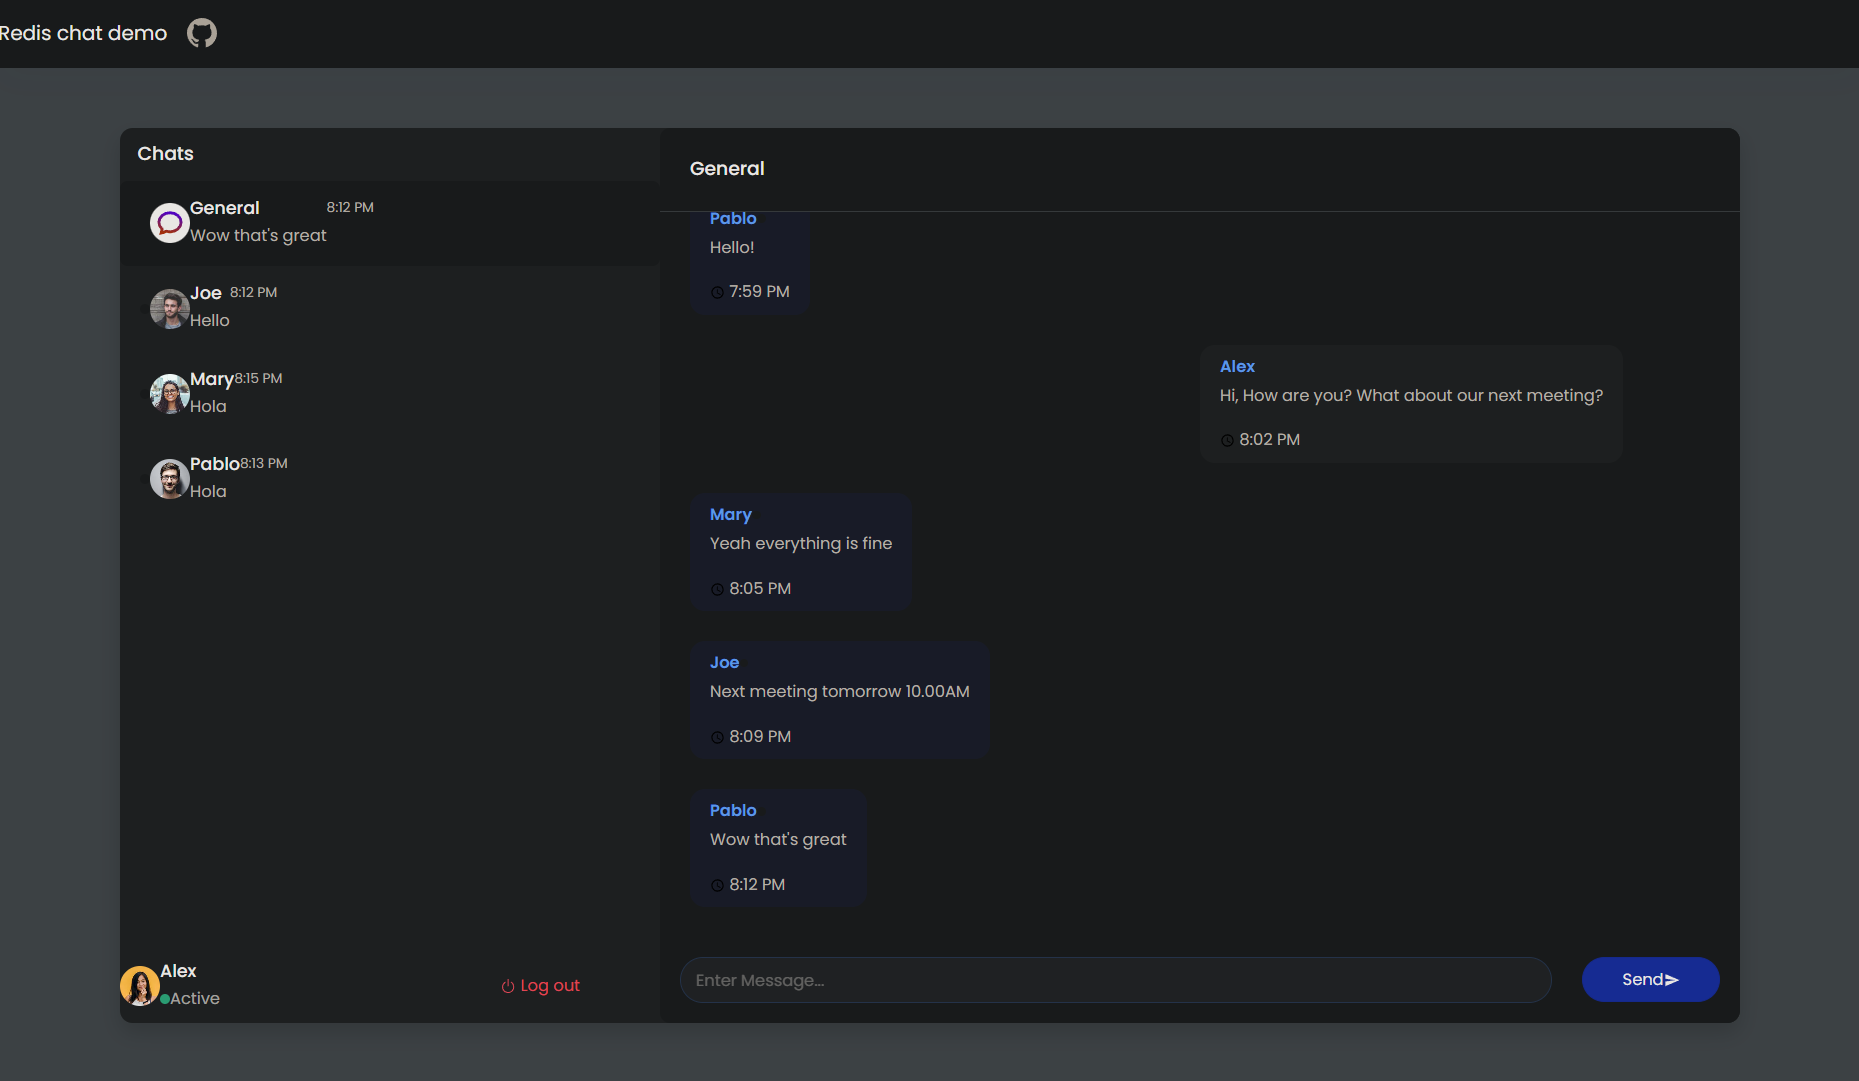 Redis chat demo
Chats
General 8:12 PM
Wow that's great
Joe 8:12 PM
Hello
Mary 8:15 PM
Hola
Pablo 8:13 PM
Hola
Alex
Active
Log out
General
Pablo
Hello!
7:59 PM
Alex
Hi, How are you? What about our next meeting?
8:02 PM
Mary
Yeah everything is fine
8:05 PM
Joe
Next meeting tomorrow 10.00AM
8:09 PM
Pablo
Wow that's great
8:12 PM
Enter Message...
Send